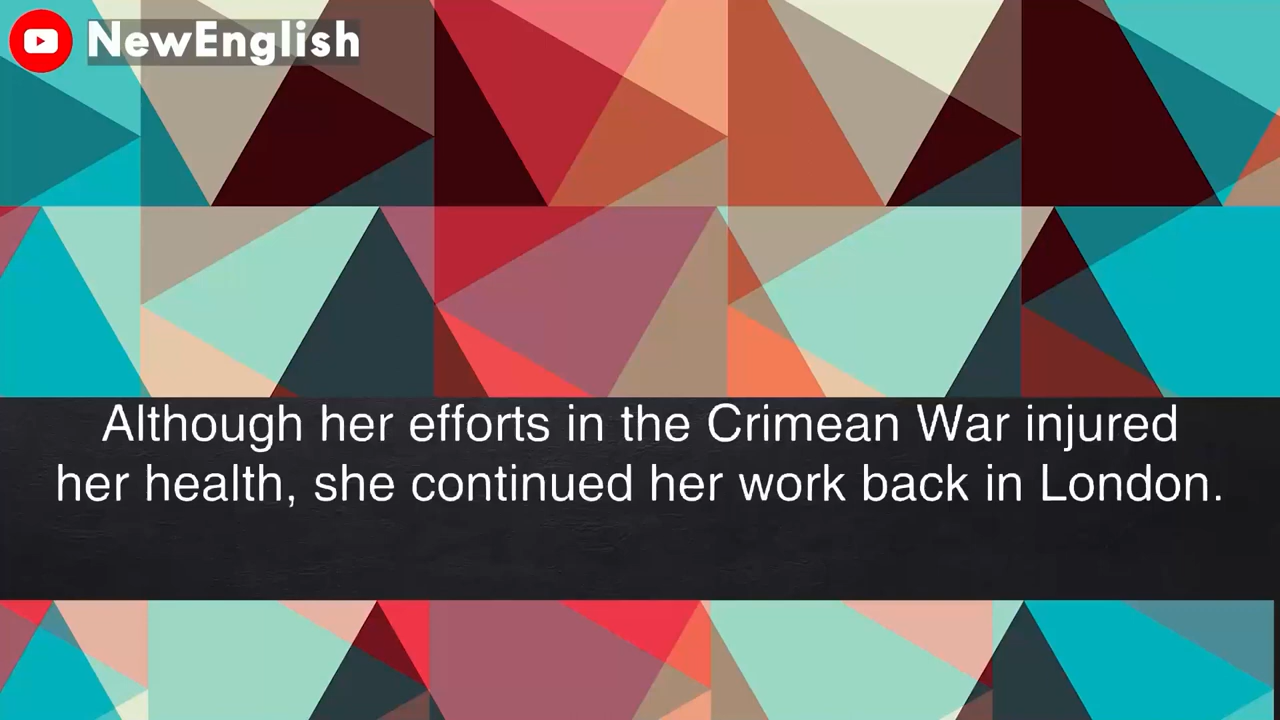 NewEnglish
Although her efforts in the Crimean War injured
her health, she continued her work back in London.